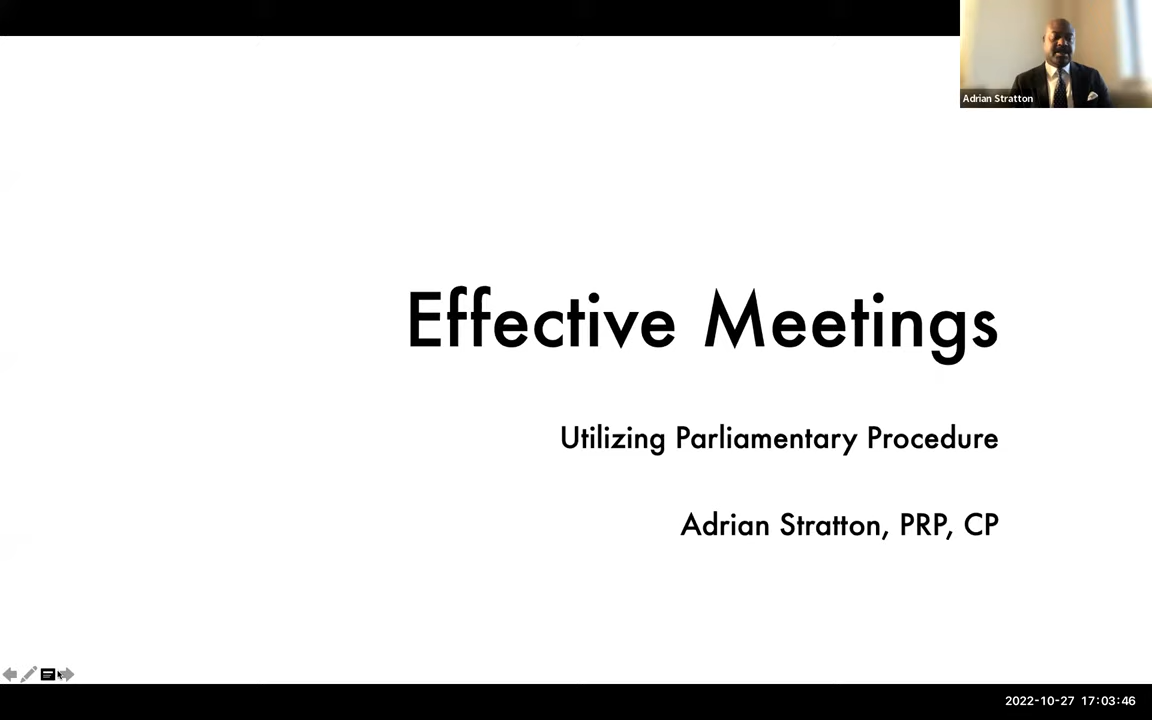 Adrian Stratton
Effective Meetings
Utilizing Parliamentary Procedure
Adrian Stratton, PRP, CP
2022-10-27 17:03:46